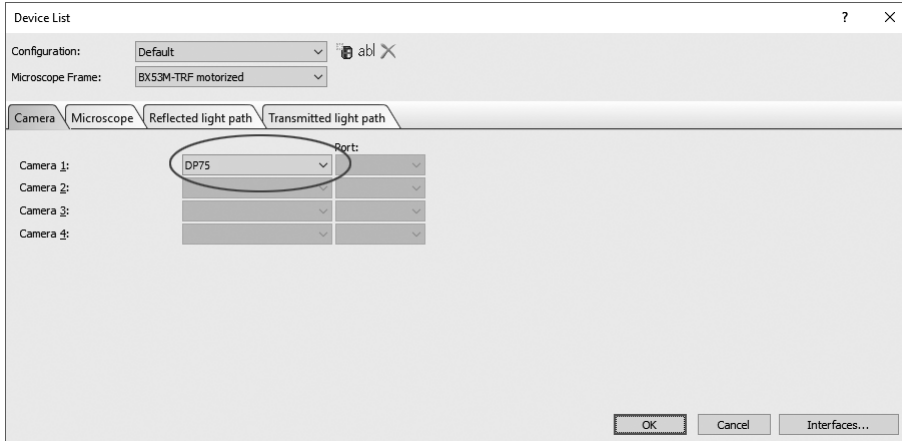 Device List ?
Configuration: Default abl
Microscope Frame: BX53M-TRF motorized
Camera Microscope Reflected light path Transmitted light path
Port:
Camera 1: DP75
Camera 2:
Camera 3:
Camera 4:
OK Cancel Interfaces...